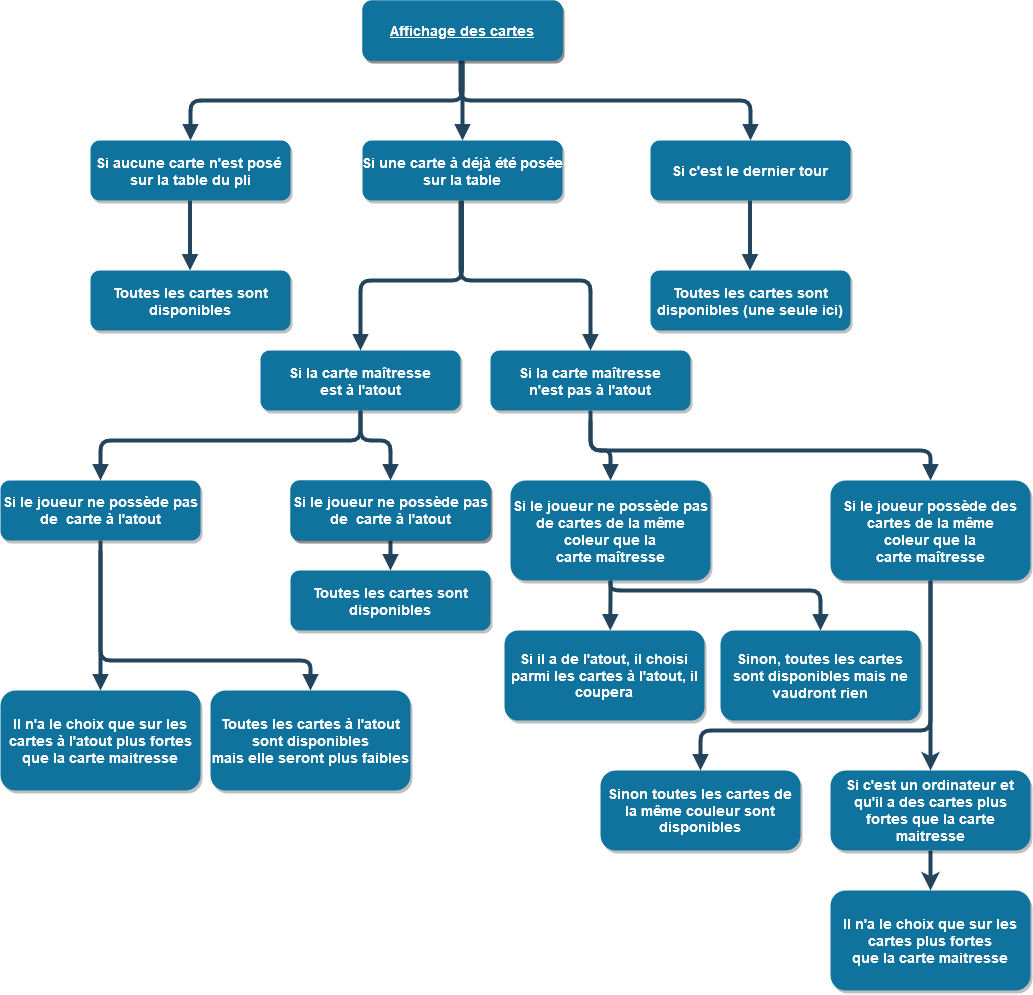 Affichage des cartes
Si aucune carte n'est posé
sur la table du pli
Si une carte à déjà été posée
sur la table
Si c'est le dernier tour
Toutes les cartes sont
disponibles
Toutes les cartes sont
disponibles (une seule ici)
Si la carte maîtresse
est à l'atout
Si la carte maîtresse
n'est pas à l'atout
Si le joueur ne possède pas
de carte à l'atout
Si le joueur ne possède pas
de carte à l'atout
Si le joueur ne possède pas
de cartes de la même
coleur que la
carte maîtresse
Si le joueur possède des
cartes de la même
coleur que la
carte maîtresse
Toutes les cartes sont
disponibles
Si il a de l'atout, il choisi
parmi les cartes à l'atout, il
coupera
Sinon, toutes les cartes
sont disponibles mais ne
vaudront rien
Il n'a le choix que sur les
cartes à l'atout plus fortes
que la carte maitresse
Toutes les cartes à l'atout
sont disponibles
mais elle seront plus faibles
Sinon toutes les cartes de
la même couleur sont
disponibles
Si c'est un ordinateur et
qu'il a des cartes plus
fortes que la carte
maitresse
Il n'a le choix que sur les
cartes plus fortes
que la carte maitresse